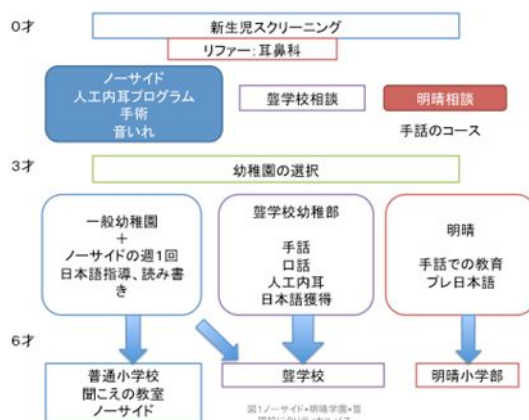 0才
新生児スクリーニング
リファー：耳鼻科
ノーサイド
人工内耳プログラム
手術
音いれ
聾学校相談
明晴相談
手話のコース
3才
幼稚園の選択
一般幼稚園
+
ノーサイドの週1回
日本語指導、読み書
き
聾学校幼稚部
手話
口話
人工内耳
日本語獲得
明晴
手話での教育
プレ日本語
6才
普通小学校
聞こえの教室
ノーサイド
聾学校
明晴小学部
図1ノーサイド・明晴学園・聾